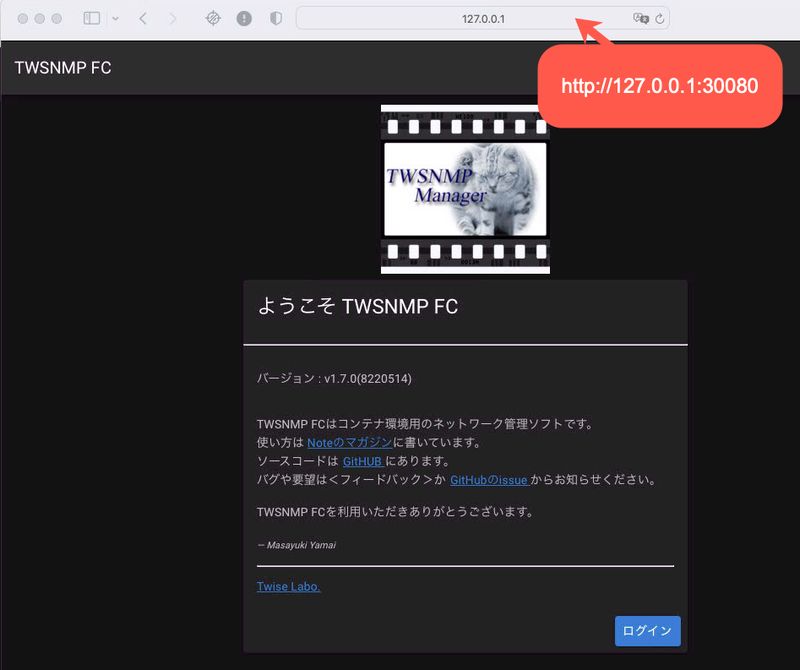 127.0.0.1
http://127.0.0.1:30080
TWSNMP FC
TWSNMP
Manager
ようこそ TWSNMP FC
バージョン : v1.7.0(8220514)
TWSNMP FCはコンテナ環境用のネットワーク管理ソフトです。
使い方は Noteのマガジンに書いています。
ソースコードは GitHUB にあります。
バグや要望は<フィードバック>か GitHubのissue からお知らせください。
TWSNMP FCを利用いただきありがとうございます。
— Masayuki Yamai
Twise Labo.
ログイン